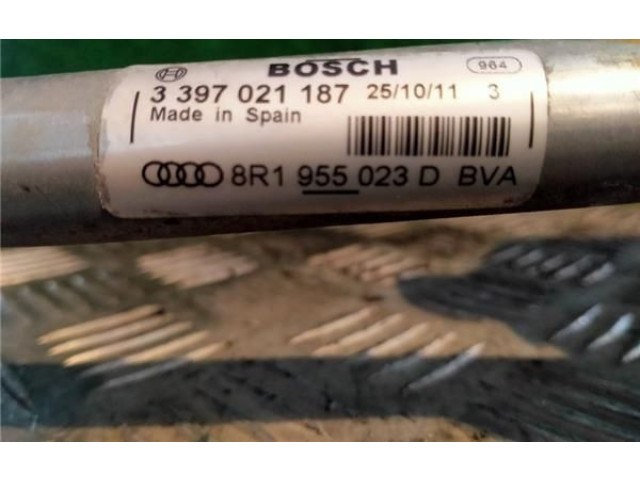 BOSCH 964
3 397 021 187 25/10/11 3
Made in Spain
8R1 955 023 D BVA